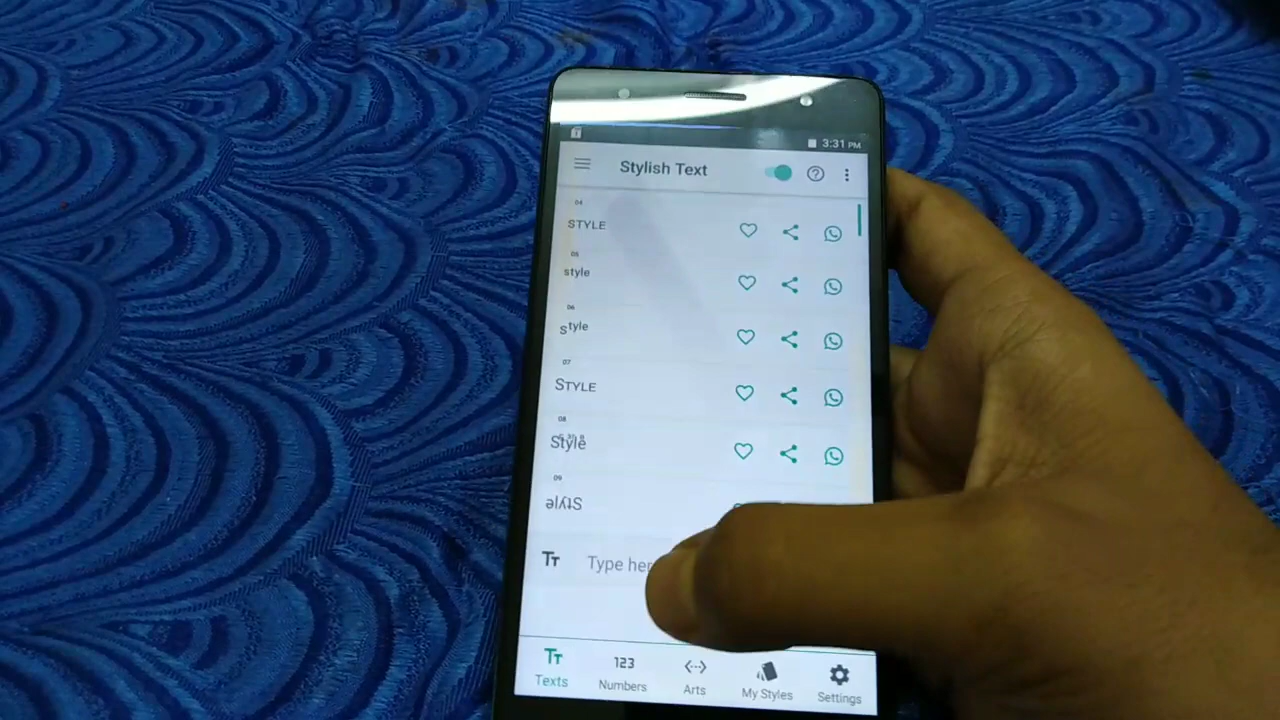 3:31 PM
Stylish Text
04
STYLE
05
style
06
Style
07
STYLE
08
Style
09
Tт
Type her
Tт 123
Texts Numbers Arts My Styles Settings